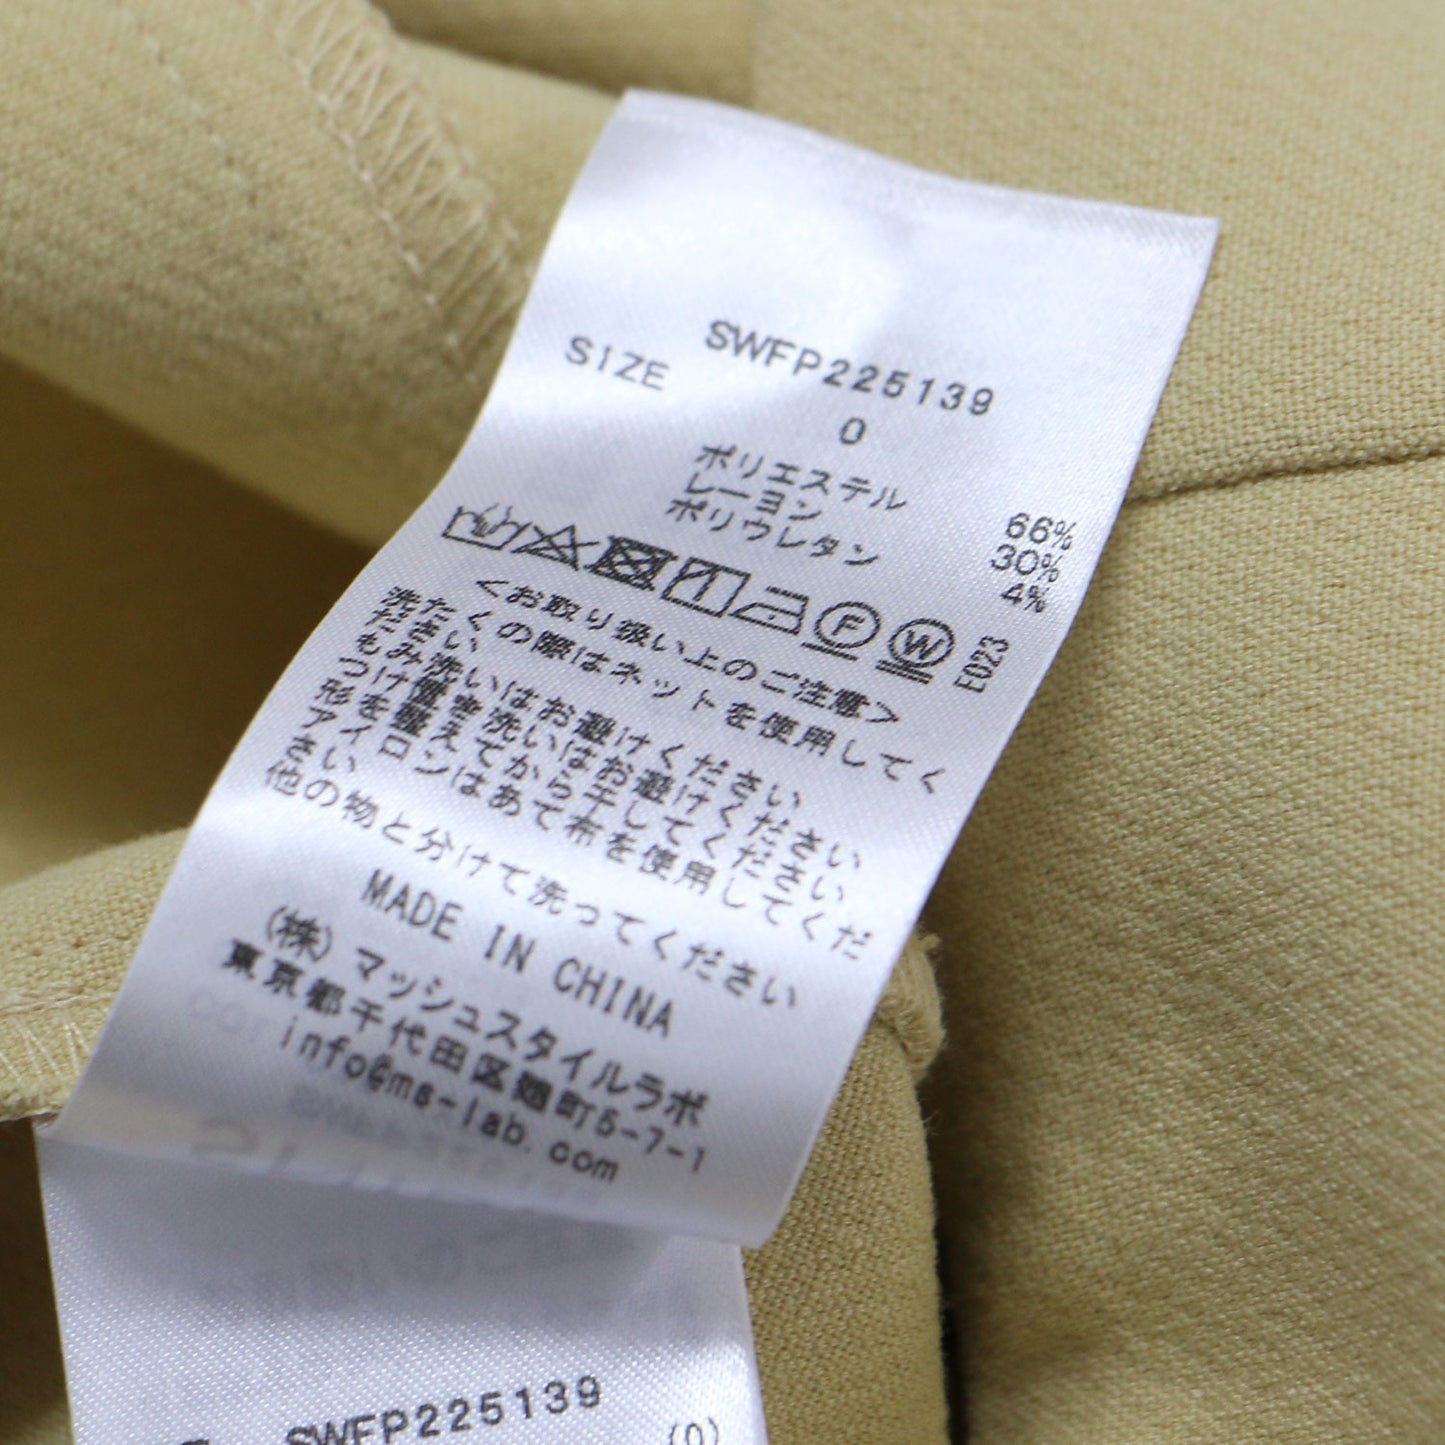 SWFP225139
SIZE 0
ポリエステル 66%
レーヨン 30%
ポリウレタン 4%
F W E023
<お取り扱い上のご注意>
洗たくの際はネットを使用してく
ださい
もみ洗いはお避けください
つけ置き洗いはお避けください
形を整えてから干してください
アイロンはあて布を使用してくだ
さい
他の物と分けて洗ってください
MADE IN CHINA
(株)マッシュスタイルラボ
東京都千代田区麹町5-7-1
info@ms-lab.com
SWFP225139
(0)